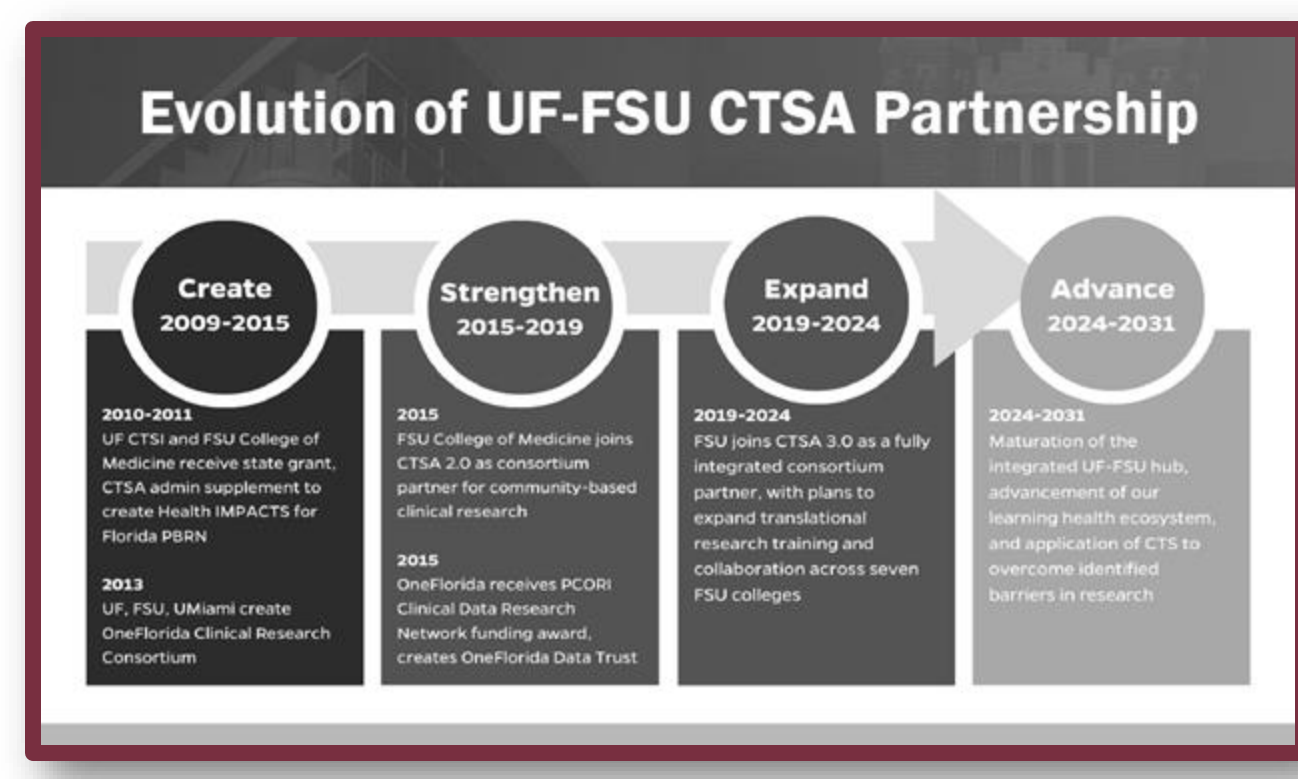 Evolution of UF-FSU CTSA Partnership
Create
2009-2015
2010-2011
UF CTSI and FSU College of
Medicine receive state grant,
CTSA admin supplement to
create Health IMPACTS for
Florida PBRN
2013
UF, FSU, UMiami create
OneFlorida Clinical Research
Consortium
Strengthen
2015-2019
2015
FSU College of Medicine joins
CTSA 2.0 as consortium
partner for community-based
clinical research
2015
OneFlorida receives PCORI
Clinical Data Research
Network funding award,
creates OneFlorida Data Trust
Expand
2019-2024
2019-2024
FSU joins CTSA 3.0 as a fully
integrated consortium
partner, with plans to
expand translational
research training and
collaboration across seven
FSU colleges
Advance
2024-2031
2024-2031
Maturation of the
integrated UF-FSU hub,
advancement of our
learning health ecosystem,
and application of CTS to
overcome identified
barriers in research